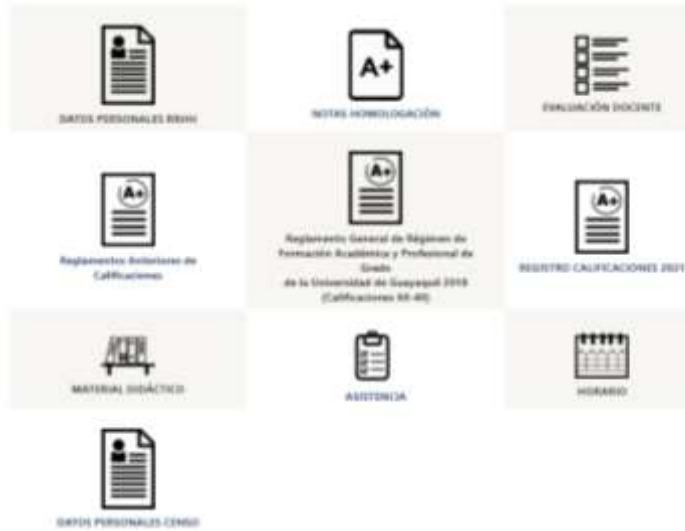 DATOS PERSONALES RRHH
A+
NOTAS HOMOLOGACIÓN
EVALUACIÓN DOCENTE
A+
Reglamentos Anteriores de
Calificaciones
A+
Reglamento General de Régimen de
Formación Académica y Profesional de
Grado
de la Universidad de Guayaquil 2019
(Calificaciones 60-40)
A+
REGISTRO CALIFICACIONES 2021
MATERIAL DIDÁCTICO
ASISTENCIA
HORARIO
DATOS PERSONALES CENSO